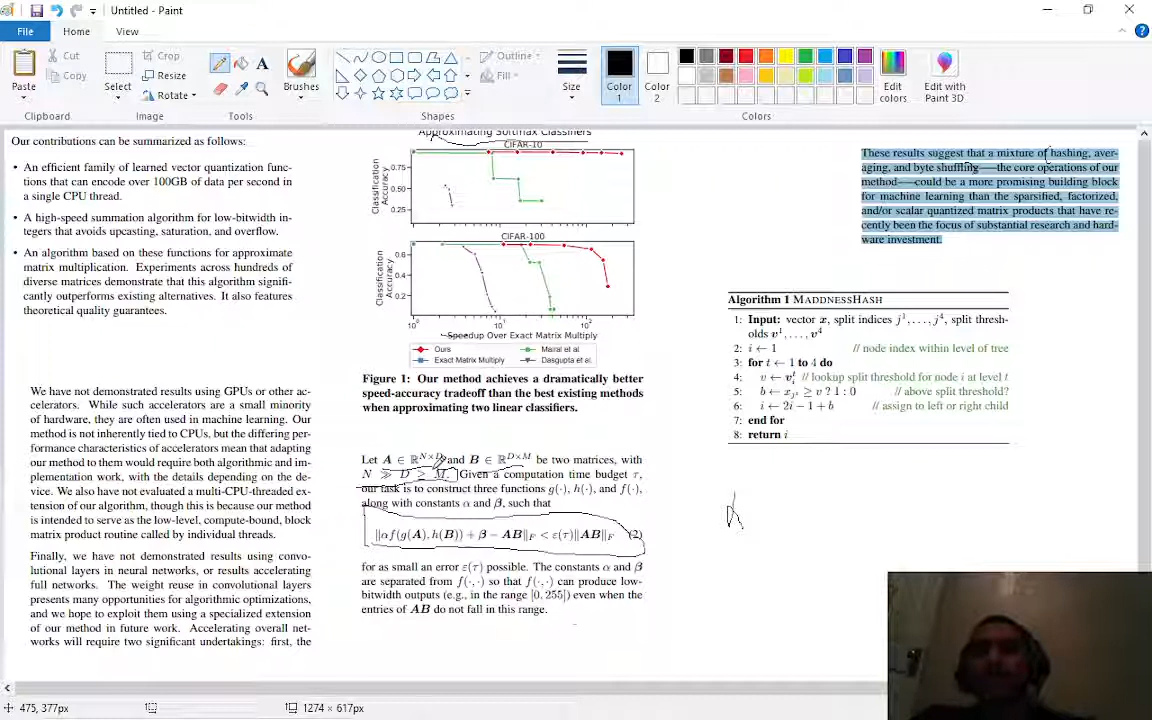 Untitled - Paint
File
Home
View
Paste
Cut
Copy
Clipboard
Select
Crop
Resize
Rotate
Image
Tools
Brushes
Shapes
Outline
Fill
Size
Color 1
Color 2
Colors
Edit colors
Edit with Paint 3D
Our contributions can be summarized as follows:
• An efficient family of learned vector quantization func-
tions that can encode over 100GB of data per second in
a single CPU thread.
• A high-speed summation algorithm for low-bitwidth in-
tegers that avoids upcasting, saturation, and overflow.
• An algorithm based on these functions for approximate
matrix multiplication. Experiments across hundreds of
diverse matrices demonstrate that this algorithm signifi-
cantly outperforms existing alternatives. It also features
theoretical quality guarantees.
We have not demonstrated results using GPUs or other ac-
celerators. While such accelerators are a small minority
of hardware, they are often used in machine learning. Our
method is not inherently tied to CPUs, but the differing per-
formance characteristics of accelerators mean that adapting
our method to them would require both algorithmic and im-
plementation work, with the details depending on the de-
vice. We also have not evaluated a multi-CPU-threaded ex-
tension of our algorithm, though this is because our method
is intended to serve as the low-level, compute-bound, block
matrix product routine called by individual threads.
Finally, we have not demonstrated results using convo-
lutional layers in neural networks, or results accelerating
full networks. The weight reuse in convolutional layers
presents many opportunities for algorithmic optimizations,
and we hope to exploit them using a specialized extension
of our method in future work. Accelerating overall net-
works will require two significant undertakings: first, the
Approximating Softmax Classifiers
CIFAR-10
Classification Accuracy
0.75
0.50
0.25
CIFAR-100
Classification Accuracy
0.6
0.4
0.2
10⁰ 10¹ 10²
Speedup Over Exact Matrix Multiply
Ours
Mairal et al.
Exact Matrix Multiply
Dasgupta et al.
Figure 1: Our method achieves a dramatically better
speed-accuracy tradeoff than the best existing methods
when approximating two linear classifiers.
Let A ∈ ℝᴺˣᴰ and B ∈ ℝᴰˣᴹ be two matrices, with
N ≫ D ≥ M. Given a computation time budget τ,
our task is to construct three functions g(·), h(·), and f(·),
along with constants α and β, such that
‖αf(g(A), h(B)) + β − AB‖F < ε(τ)‖AB‖F (2)
for as small an error ε(τ) possible. The constants α and β
are separated from f(·, ·) so that f(·, ·) can produce low-
bitwidth outputs (e.g., in the range [0, 255]) even when the
entries of AB do not fall in this range.
These results suggest that a mixture of hashing, aver-
aging, and byte shuffling—the core operations of our
method—could be a more promising building block
for machine learning than the sparsified, factorized,
and/or scalar quantized matrix products that have re-
cently been the focus of substantial research and hard-
ware investment.
Algorithm 1 MADDNESSHASH
1: Input: vector x, split indices j¹, . . . , j⁴, split thresh-
olds v¹, . . . , v⁴
2: i ← 1 // node index within level of tree
3: for t ← 1 to 4 do
4: v ← vᵢᵗ // lookup split threshold for node i at level t
5: b ← xⱼₜ ≥ v ? 1 : 0 // above split threshold?
6: i ← 2i − 1 + b // assign to left or right child
7: end for
8: return i
475, 377px
1274 × 617px